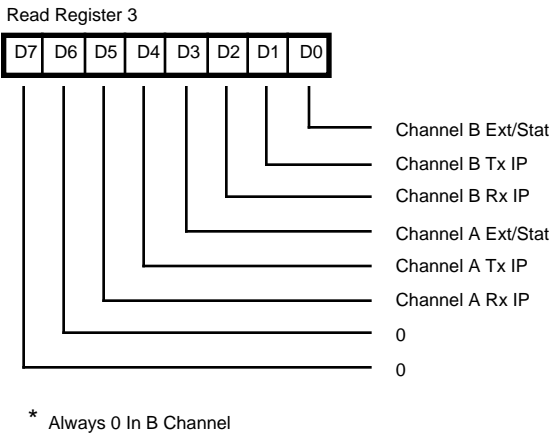 Read Register 3
D7 D6 D5 D4 D3 D2 D1 D0
Channel B Ext/Stat
Channel B Tx IP
Channel B Rx IP
Channel A Ext/Stat
Channel A Tx IP
Channel A Rx IP
0
0
* Always 0 In B Channel